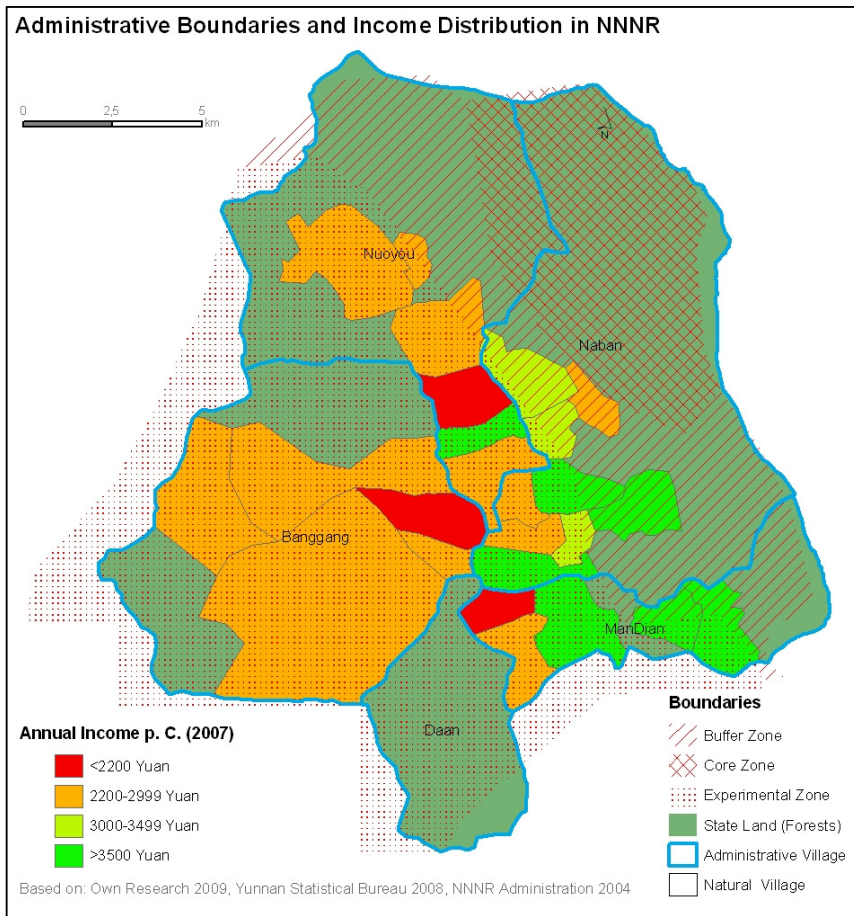 Administrative Boundaries and Income Distribution in NNNR
0 2,5 5
km
N
Nuoyou
Naban
Banggang
ManDian
Daan
Annual Income p. C. (2007)
<2200 Yuan
2200-2999 Yuan
3000-3499 Yuan
>3500 Yuan
Boundaries
Buffer Zone
Core Zone
Experimental Zone
State Land (Forests)
Administrative Village
Natural Village
Based on: Own Research 2009, Yunnan Statistical Bureau 2008, NNNR Administration 2004